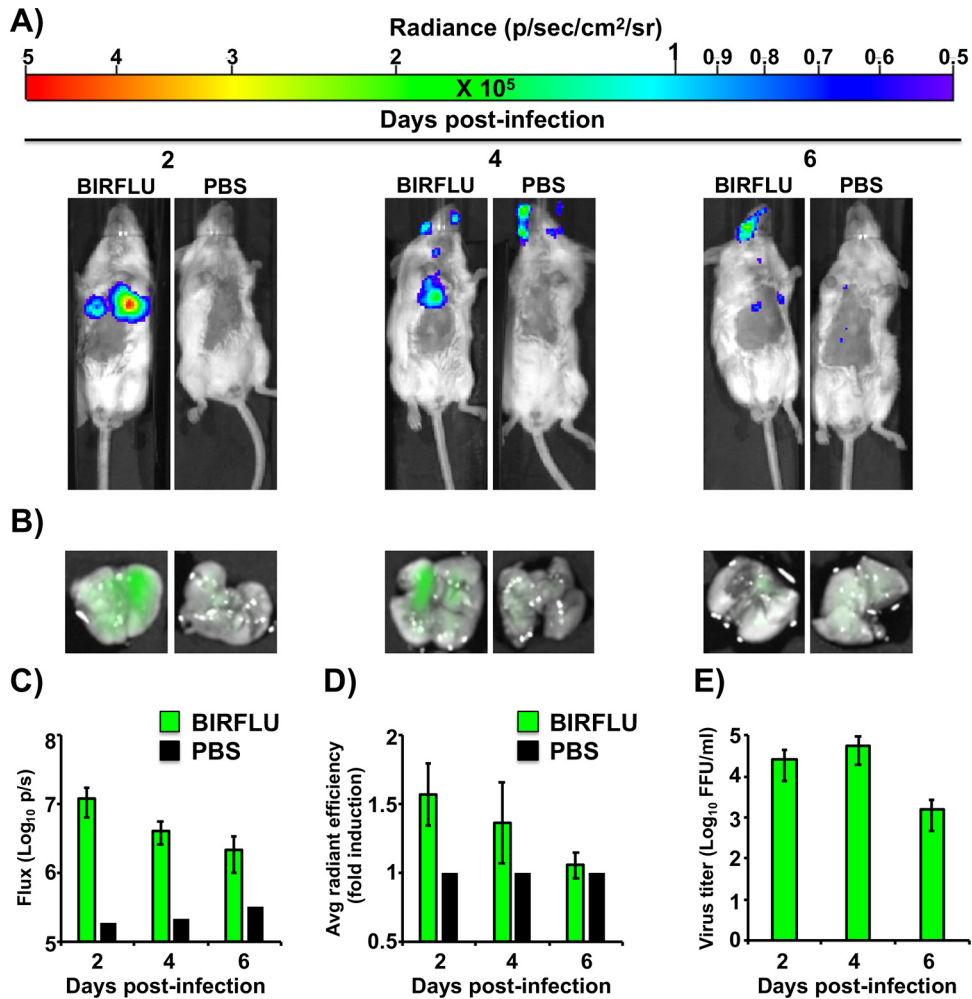 A)
Radiance (p/sec/cm²/sr)
5 4 3 2 1 0.9 0.8 0.7 0.6 0.5
X 10⁵
Days post-infection
2 4 6
BIRFLU PBS BIRFLU PBS BIRFLU PBS
B)
C) D) E)
BIRFLU
PBS
8
7
6
5
Flux (Log₁₀ p/s)
2 4 6
Days post-infection
BIRFLU
PBS
2
1.5
1
0.5
Avg radiant efficiency
(fold induction)
2 4 6
Days post-infection
5
4
3
2
1
0
Virus titer (Log₁₀ FFU/ml)
2 4 6
Days post-infection